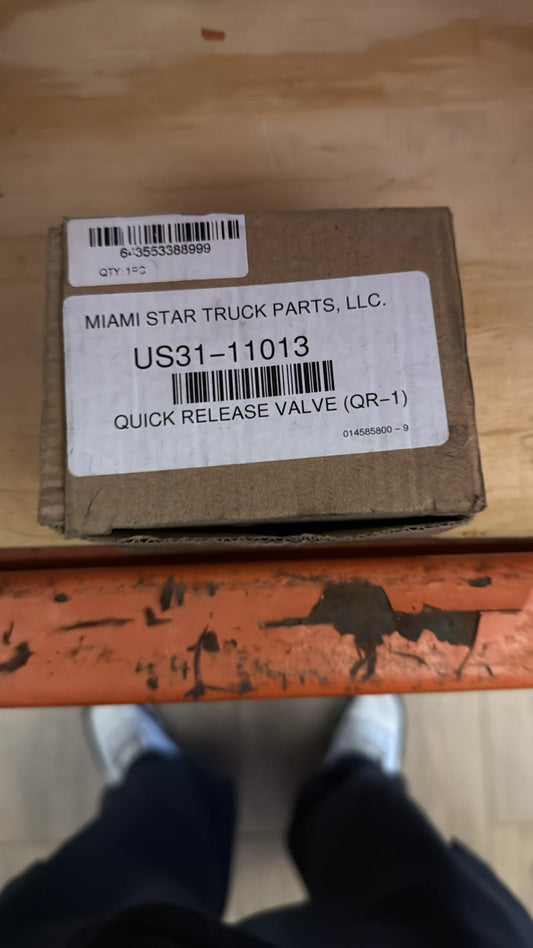 643553388999
QTY: 1PC
MIAMI STAR TRUCK PARTS, LLC.
US31-11013
QUICK RELEASE VALVE (QR-1)
014585800 - 9